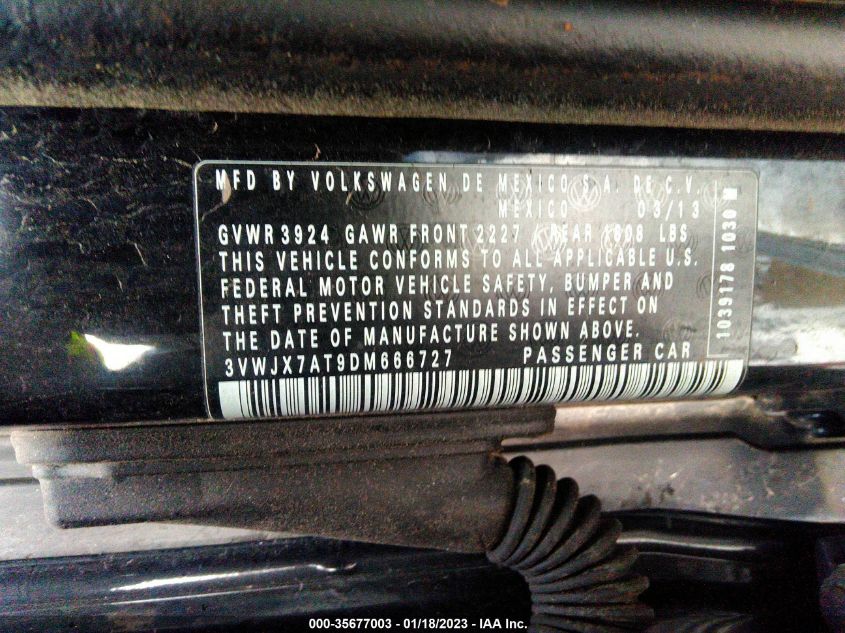 MFD BY VOLKSWAGEN DE MEXICO S.A. DE C.V.
MEXICO 03/13
GVWR 3924 GAWR FRONT 2227 REAR 1808 LBS
THIS VEHICLE CONFORMS TO ALL APPLICABLE U.S.
FEDERAL MOTOR VEHICLE SAFETY, BUMPER AND
THEFT PREVENTION STANDARDS IN EFFECT ON
THE DATE OF MANUFACTURE SHOWN ABOVE.
3VWJX7AT9DM666727 PASSENGER CAR
1039178 1030 M
000-35677003 - 01/18/2023 - IAA Inc.